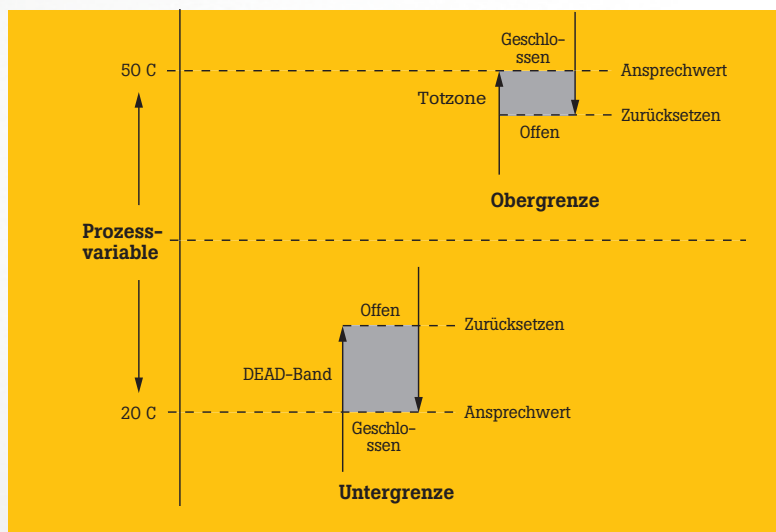 Geschlo-
ssen
50 C
Ansprechwert
Totzone
Zurücksetzen
Offen
Obergrenze
Prozess-
variable
Offen
Zurücksetzen
DEAD-Band
20 C
Ansprechwert
Geschlo-
ssen
Untergrenze